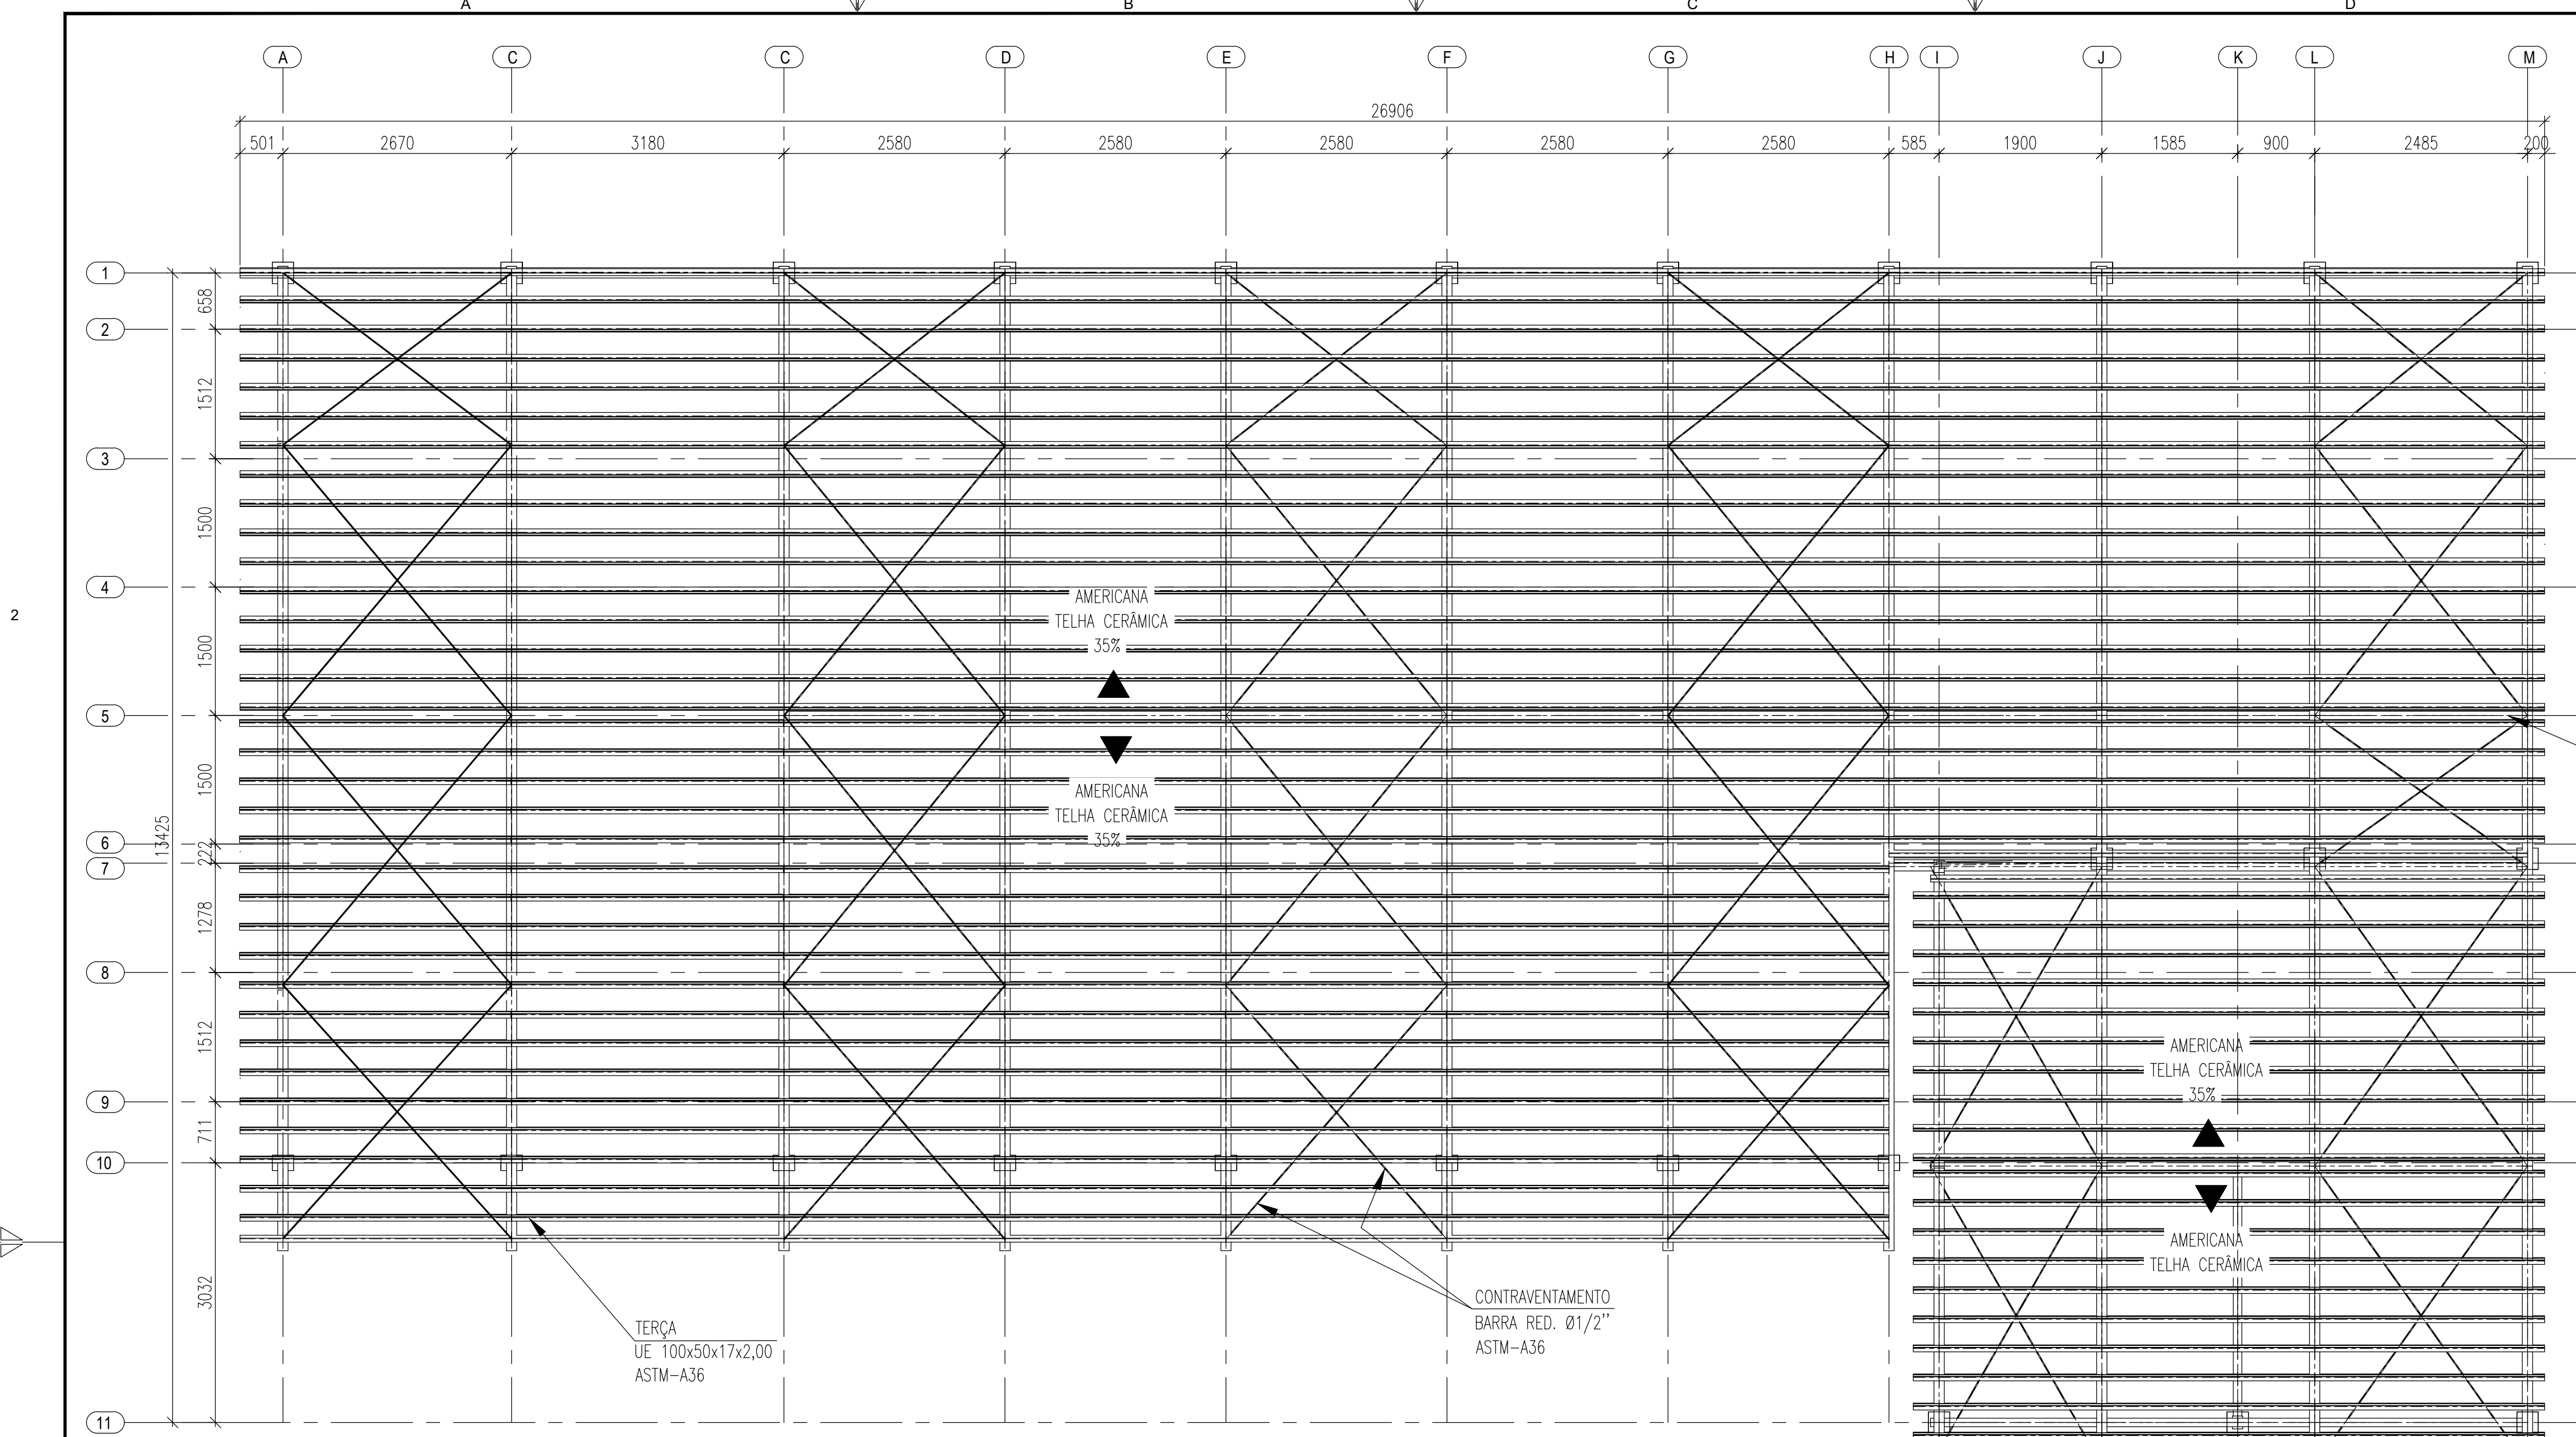 A B C D
A C C D E F G H I J K L M
26906
501 2670 3180 2580 2580 2580 2580 2580 585 1900 1585 900 2485 200
1
658
2
1512
3
1500
4
2
1500
5
1500
6
222
7
13425
1278
8
1512
9
711
10
3032
11
AMERICANA
TELHA CERÂMICA
35%
AMERICANA
TELHA CERÂMICA
35%
AMERICANA
TELHA CERÂMICA
35%
AMERICANA
TELHA CERÂMICA
TERÇA
UE 100x50x17x2,00
ASTM-A36
CONTRAVENTAMENTO
BARRA RED. Ø1/2''
ASTM-A36